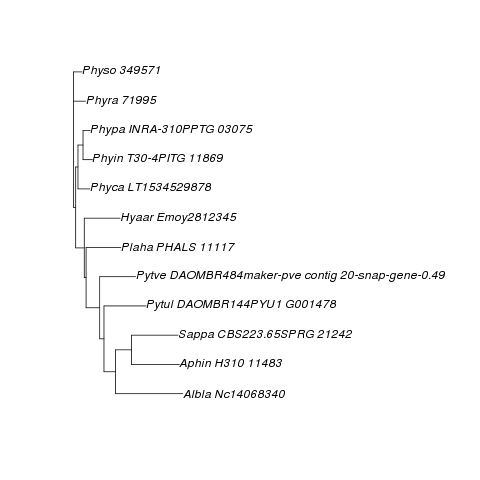 Physo 349571
Phyra 71995
Phypa INRA-310PPTG 03075
Phyin T30-4PITG 11869
Phyca LT1534529878
Hyaar Emoy2812345
Plaha PHALS 11117
Pytve DAOMBR484maker-pve contig 20-snap-gene-0.49
Pytul DAOMBR144PYU1 G001478
Sappa CBS223.65SPRG 21242
Aphin H310 11483
Albla Nc14068340